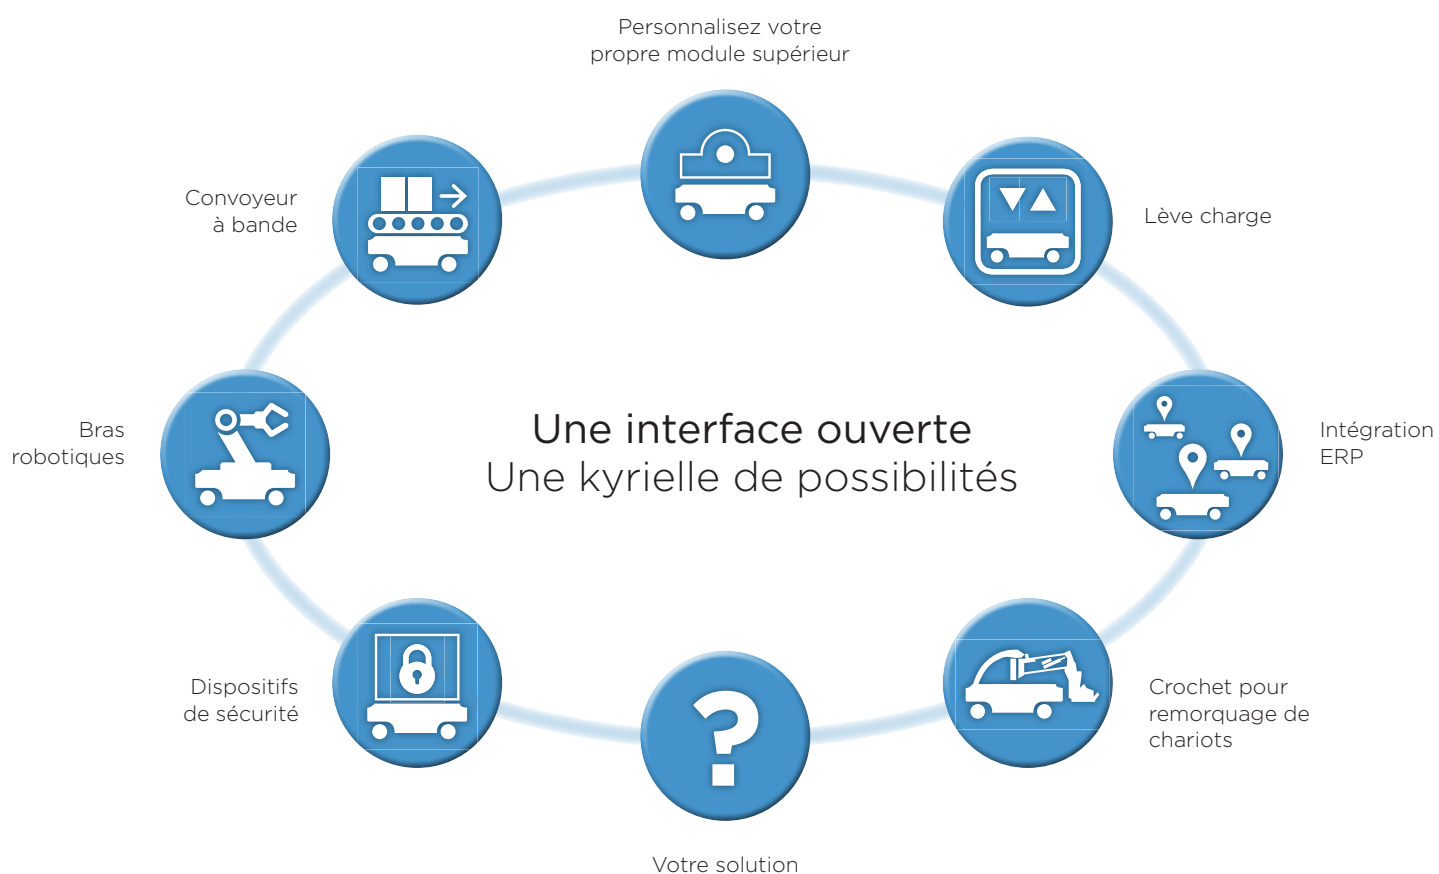 Personnalisez votre
propre module supérieur
Convoyeur
à bande
Lève charge
Bras
robotiques
Une interface ouverte
Une kyrielle de possibilités
Intégration
ERP
Dispositifs
de sécurité
?
Crochet pour
remorquage de
chariots
Votre solution